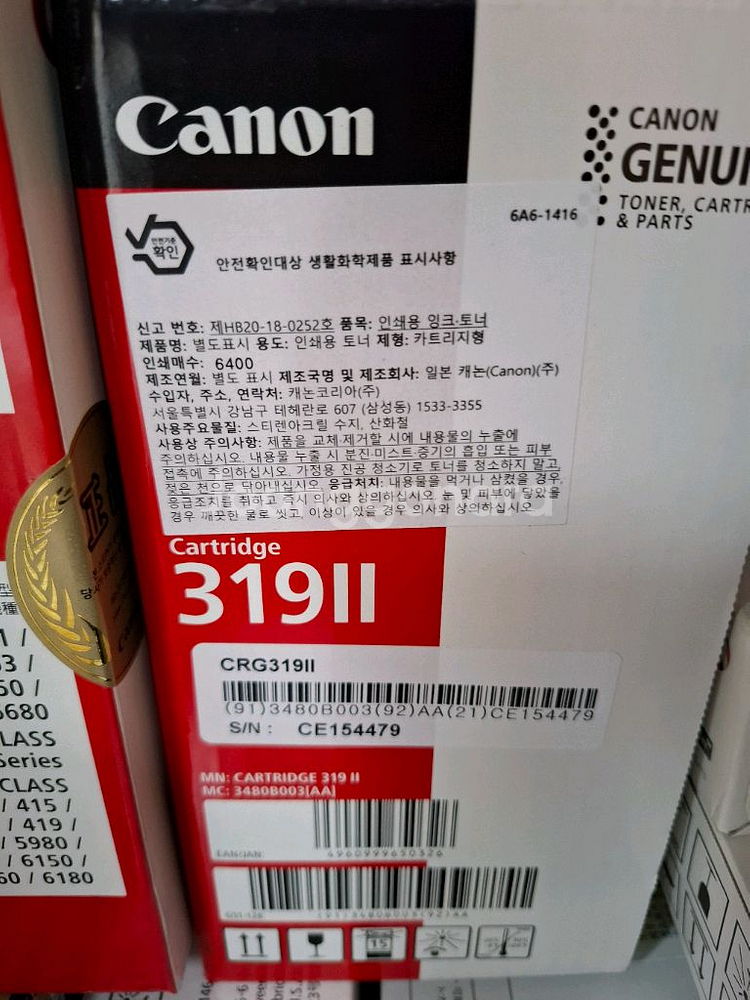 Canon
CANON
GENUI
TONER, CARTR
& PARTS
6A6-1416
안전기준
확인
안전확인대상 생활화학제품 표시사항
신고 번호: 제HB20-18-0252호 품목: 인쇄용 잉크·토너
제품명: 별도표시 용도: 인쇄용 토너 제형: 카트리지형
인쇄매수: 6400
제조연월: 별도 표시 제조국명 및 제조회사: 일본 캐논(Canon)(주)
수입자, 주소, 연락처: 캐논코리아(주)
서울특별시 강남구 테헤란로 607 (삼성동) 1533-3355
사용주요물질: 스티렌아크릴 수지, 산화철
사용상 주의사항: 제품을 교체·제거할 시에 내용물의 누출에
주의하십시오. 내용물 누출 시 분진·미스트·증기의 흡입 또는 피부
접촉에 주의하십시오. 가정용 진공 청소기로 토너를 청소하지 말고,
젖은 천으로 닦아내십시오. 응급처치: 내용물을 먹거나 삼켰을 경우,
응급조치를 취하고 즉시 의사와 상의하십시오 눈 및 피부에 닿았을
경우 깨끗한 물로 씻고, 이상이 있을 경우 의사와 상의하십시오
Cartridge
319II
CRG319II
(91)3480B003(92)AA(21)CE154479
S/N : CE154479
MN: CARTRIDGE 319 II
MC: 3480B003[AA]
EAN/JAN
4960999650326
GS1-128
(91)3480B003(92)AA
15
1 /
53 /
50 /
6680
LASS
Series
CLASS
/ 415 /
/ 419 /
/ 5980 /
/ 6150 /
60 / 6180